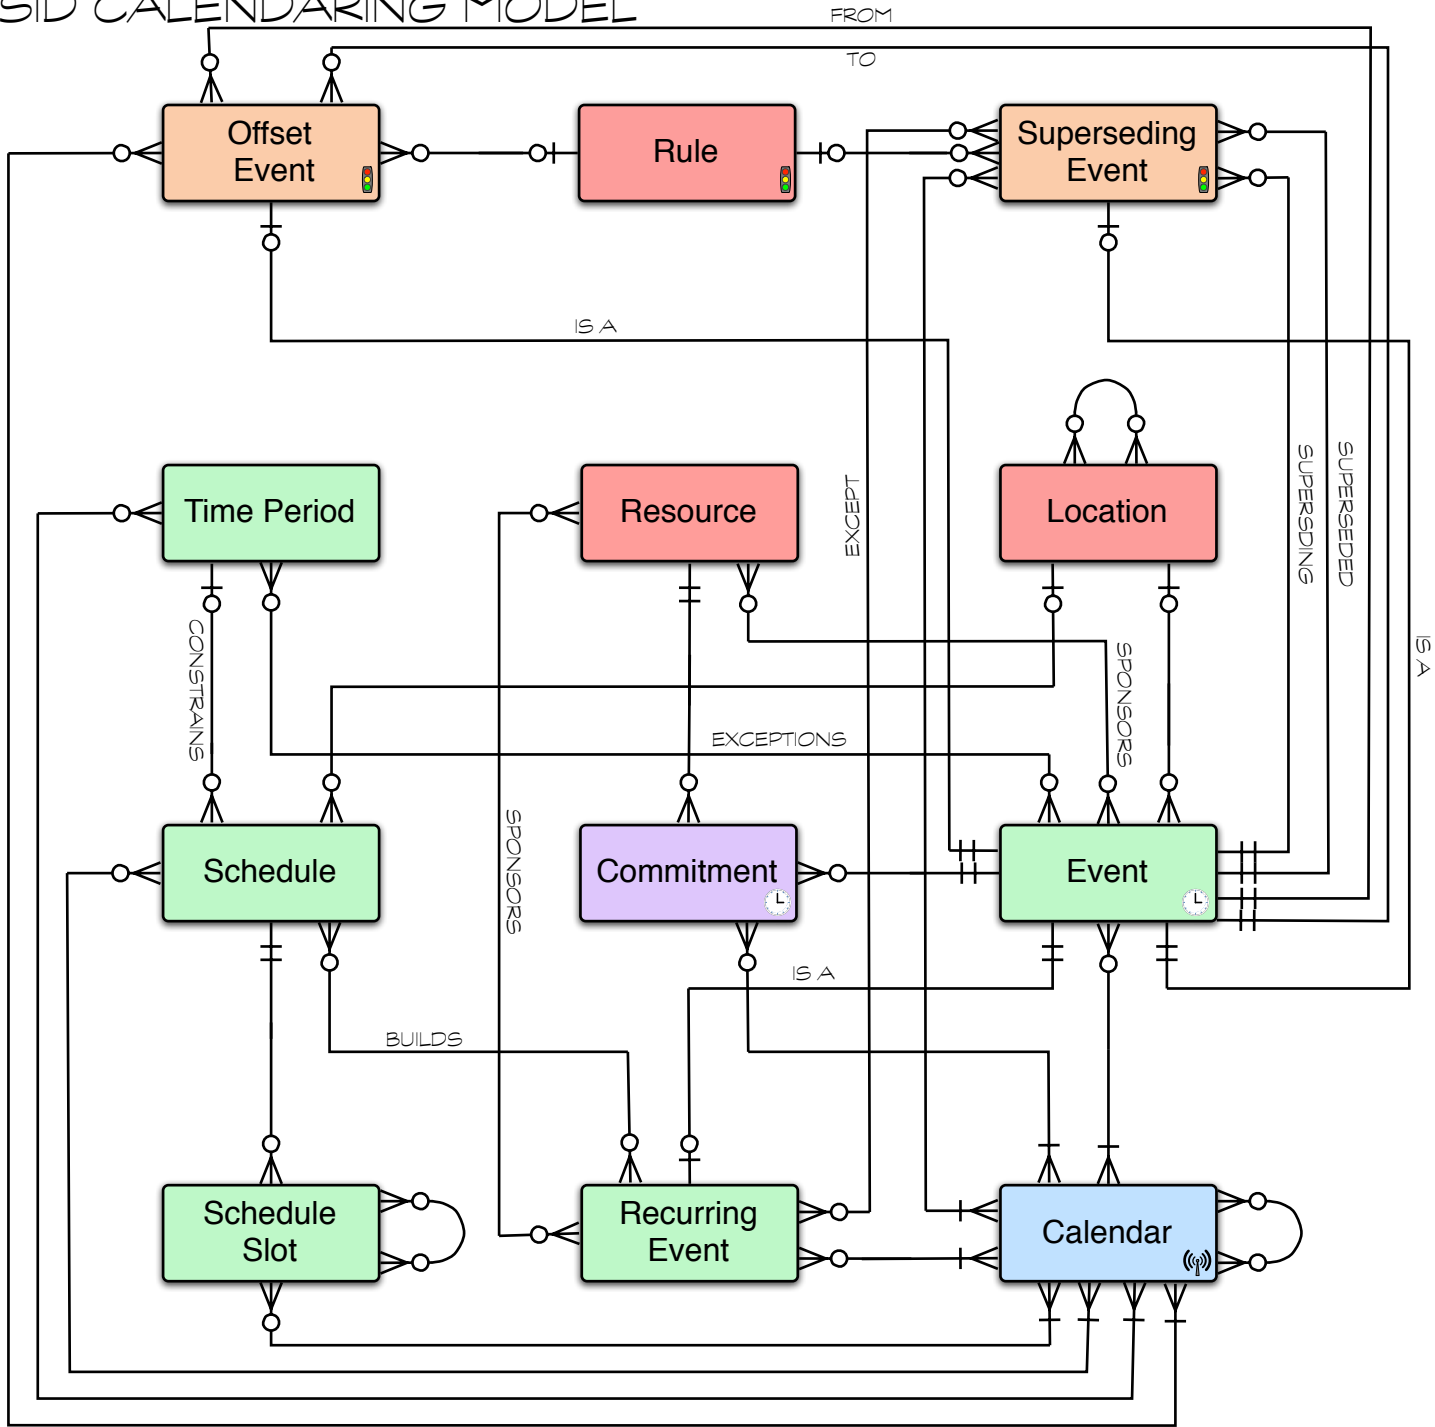 SID CALENDARING MODEL
FROM
TO
Offset
Event
Rule
Superseding
Event
IS A
Time Period
Resource
Location
EXCEPT
SUPERSDING
SUPERSEDED
IS A
CONSTRAINS
SPONSORS
EXCEPTIONS
Schedule
Commitment
Event
SPONSORS
IS A
BUILDS
Schedule
Slot
Recurring
Event
Calendar